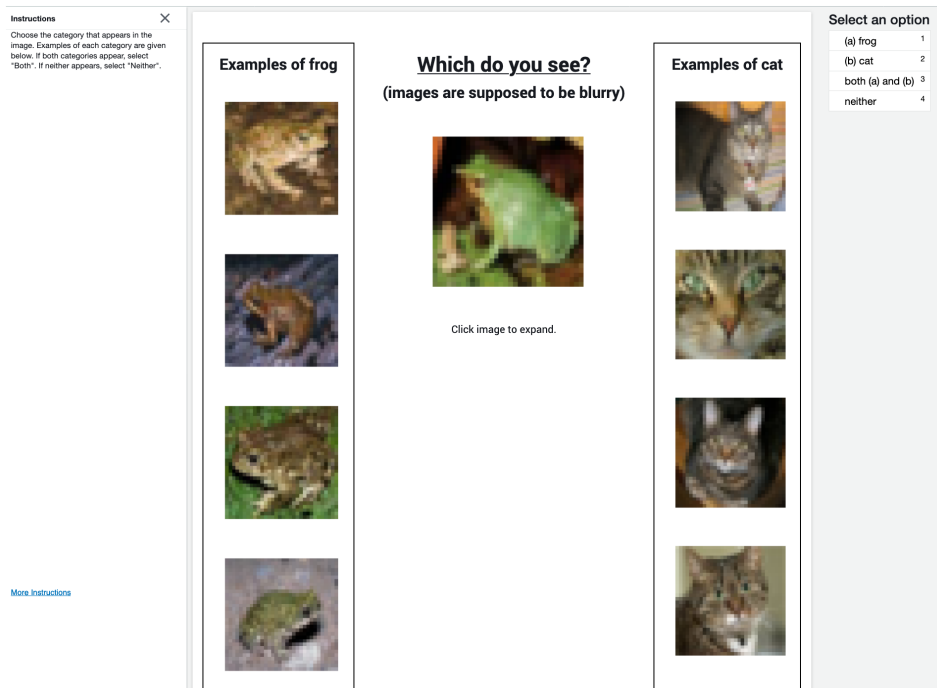 Instructions
Choose the category that appears in the
image. Examples of each category are given
below. If both categories appear, select
"Both". If neither appears, select "Neither".
More Instructions
Examples of frog
Which do you see?
(images are supposed to be blurry)
Click image to expand.
Examples of cat
Select an option
(a) frog 1
(b) cat 2
both (a) and (b) 3
neither 4